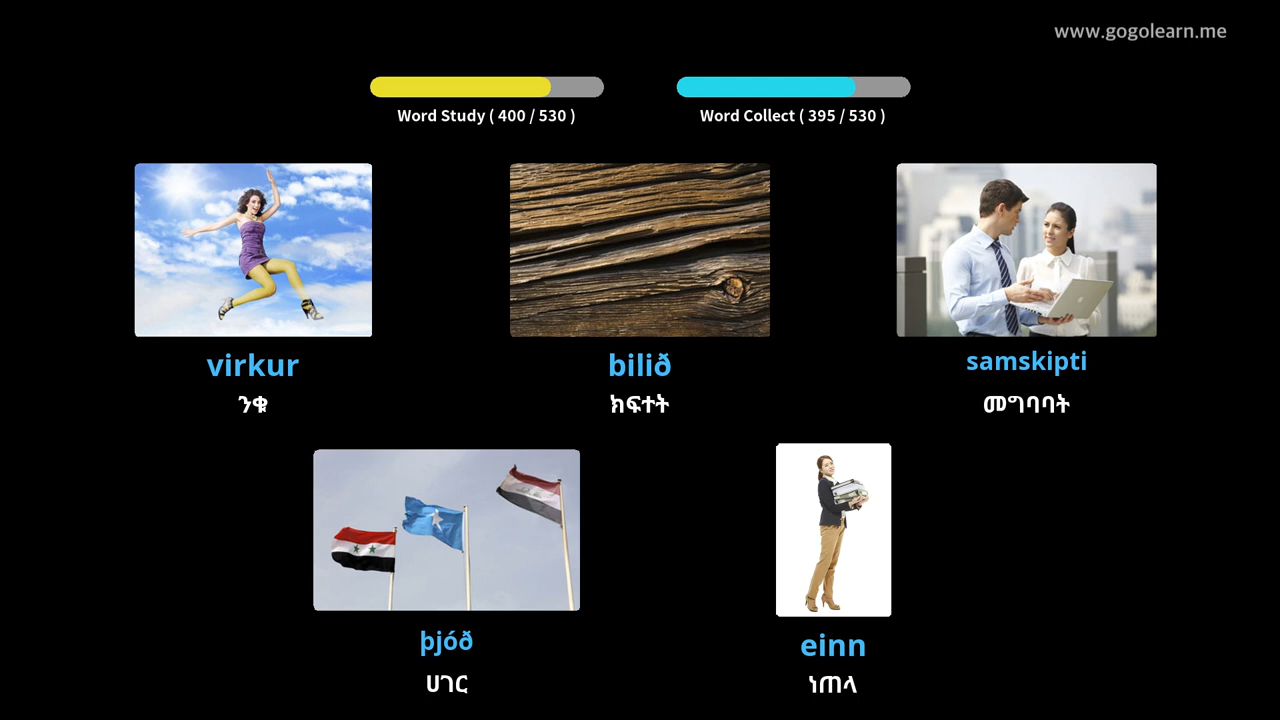 www.gogolearn.me
Word Study ( 400 / 530 )
Word Collect ( 395 / 530 )
virkur
ንቁ
bilið
ክፍተት
samskipti
መግባባት
þjóð
ሀገር
einn
ነጠላ